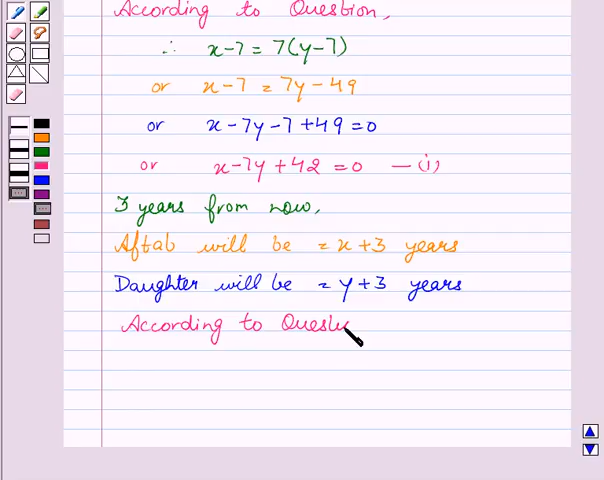 According to Question,
∴ x-7 = 7(y-7)
or x-7 = 7y-49
or x-7y-7+49=0
or x-7y+42=0 —(i)
3 years from now,
Aftab will be = x+3 years
Daughter will be = y+3 years
According to Questi